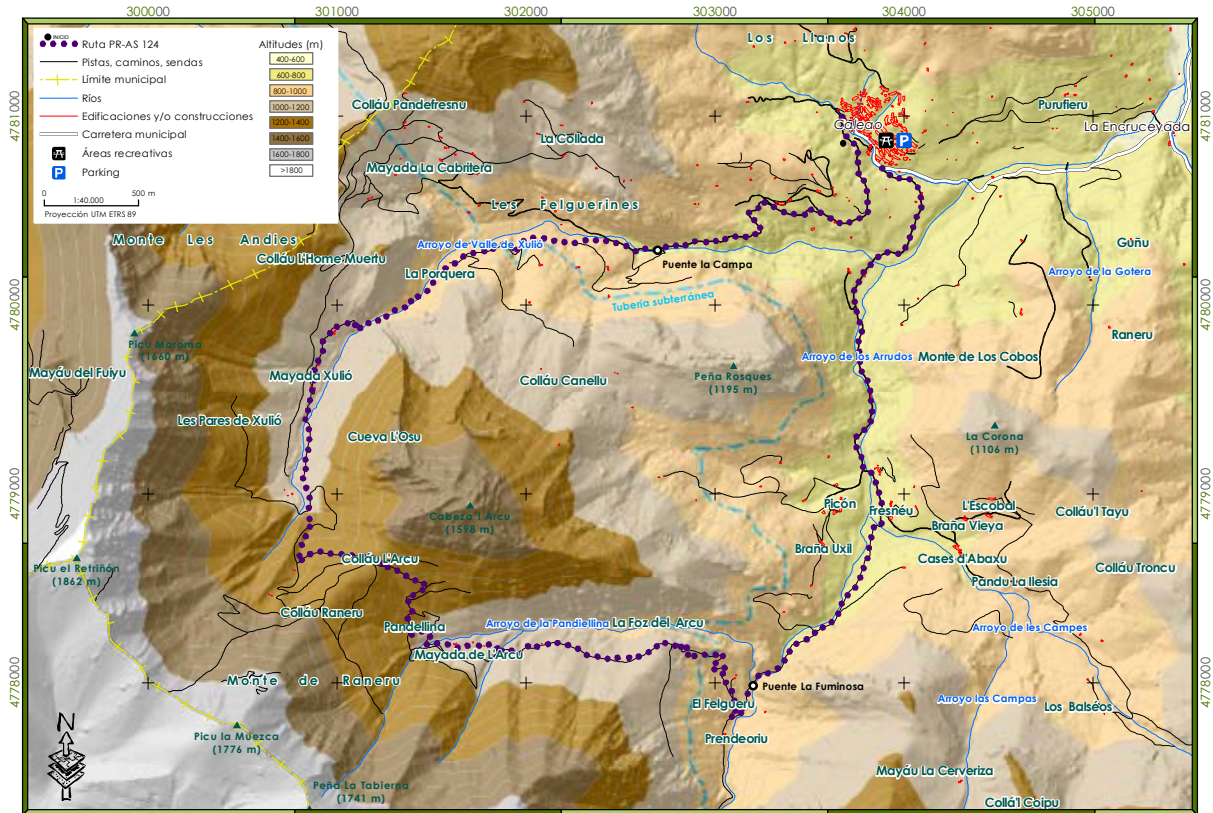 300000
301000
302000
303000
304000
305000
INICIO
Ruta PR-AS 124
Pistas, caminos, sendas
Límite municipal
Ríos
Edificaciones y/o construcciones
Carretera municipal
Áreas recreativas
P
Parking
0
500 m
1:40.000
Proyección UTM ETRS 89
Altitudes (m)
400-600
600-800
800-1000
1000-1200
1200-1400
1400-1600
1600-1800
>1800
4781000
4781000
4780000
4780000
4779000
4779000
4778000
4778000
Los Llanos
Colláu Pandefresnu
Purufieru
La Collada
Caleao
P
La Encruceyada
Mayada La Cabritera
Les Felguerines
Monte Les Andies
Arroyo de Valle de Xulió
Guñu
Colláu L'Home Muertu
Puente la Campa
La Porquera
Arroyo de la Gotera
Tubería subterránea
Raneru
Picu Maroma
(1660 m)
Arroyo de los Arrudos
Monte de Los Cobos
Mayáu del Fuiyu
Mayada Xulió
Colláu Canellu
Peña Rosques
(1195 m)
Les Pares de Xulió
Cueva L'Osu
La Corona
(1106 m)
Picón
Fresnéu
L'Escobal
Colláu'l Tayu
Cabeza'l Arcu
(1598 m)
Braña Vieya
Braña Uxil
Cases d'Abaxu
Colláu L'Arcu
Picu el Retriñón
(1862 m)
Colláu Troncu
Pandu La Ilesia
Colláu Raneru
Pandellina
Arroyo de la Pandiellina
La Foz del Arcu
Arroyo de les Campes
Mayada de L'Arcu
Monte de Raneru
Puente La Fuminosa
El Felgueru
Arroyo las Campas
Los Balséos
Picu la Muezca
(1776 m)
Prendeoriu
N
Mayáu La Cerveriza
Peña La Tabierna
(1741 m)
Collá'l Coipu